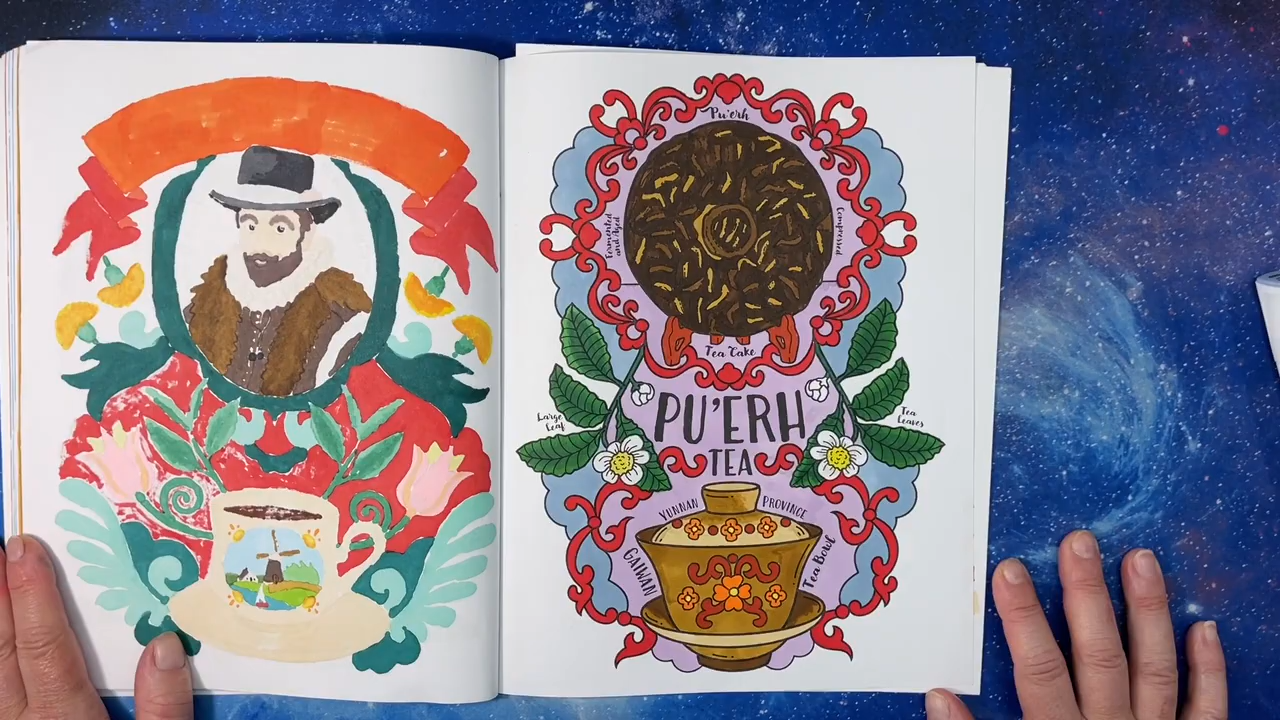 Pu'erh
Fermented
and Aged
Compressed
Tea Cake
Large
Leaf
PU'ERH
TEA
Tea
Leaves
YUNNAN PROVINCE
GAIWAN
Tea Bowl